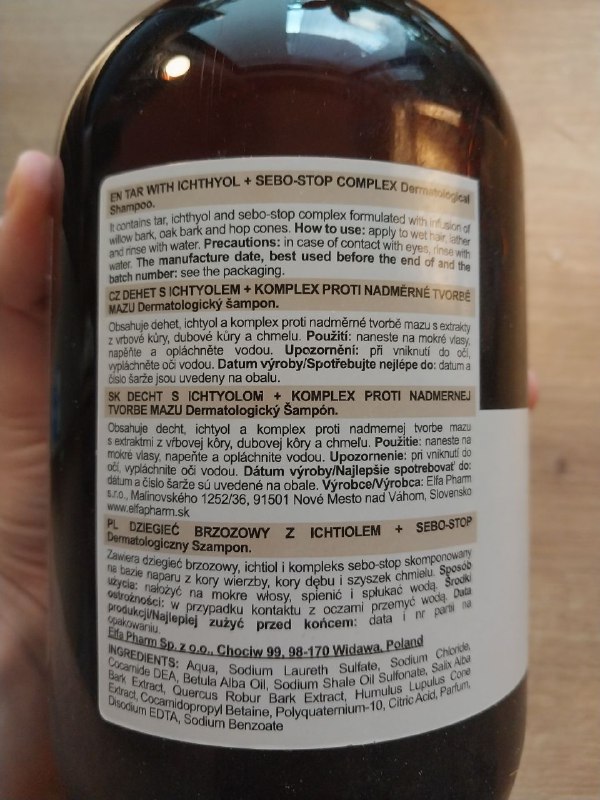 EN TAR WITH ICHTHYOL + SEBO-STOP COMPLEX Dermatological
Shampoo.
It contains tar, ichthyol and sebo-stop complex formulated with infusion of
willow bark, oak bark and hop cones. How to use: apply to wet hair, lather
and rinse with water. Precautions: in case of contact with eyes, rinse with
water. The manufacture date, best used before the end of and the
batch number: see the packaging.
CZ DEHET S ICHTYOLEM + KOMPLEX PROTI NADMĚRNÉ TVORBĚ
MAZU Dermatologický šampon.
Obsahuje dehet, ichtyol a komplex proti nadměrné tvorbě mazu s extrakty
z vrbové kůry, dubové kůry a chmelu. Použití: naneste na mokré vlasy,
napěňte a opláchněte vodou. Upozornění: při vniknutí do očí,
vypláchněte oči vodou. Datum výroby/Spotřebujte nejlépe do: datum a
číslo šarže jsou uvedeny na obalu.
SK DECHT S ICHTYOLOM + KOMPLEX PROTI NADMERNEJ
TVORBE MAZU Dermatologický Šampón.
Obsahuje decht, ichtyol a komplex proti nadmernej tvorbe mazu
s extraktmi z vŕbovej kôry, dubovej kôry a chmeľu. Použitie: naneste na
mokré vlasy, napeňte a opláchnite vodou. Upozornenie: pri vniknutí do
očí, vypláchnite oči vodou. Dátum výroby/Najlepšie spotrebovať do:
dátum a číslo šarže sú uvedené na obale. Výrobce/Výrobca: Elfa Pharm
s.r.o., Malinovského 1252/36, 91501 Nové Mesto nad Váhom, Slovensko
www.elfapharm.sk
PL DZIEGIEĆ BRZOZOWY Z ICHTIOLEM + SEBO-STOP
Dermatologiczny Szampon.
Zawiera dziegieć brzozowy, ichtiol i kompleks sebo-stop skomponowany
na bazie naparu z kory wierzby, kory dębu i szyszek chmielu. Sposób
użycia: nałożyć na mokre włosy, spienić i spłukać wodą. Środki
ostrożności: w przypadku kontaktu z oczami przemyć wodą. Data
produkcji/Najlepiej zużyć przed końcem: data i nr partii na
opakowaniu.
Elfa Pharm Sp. z o.o., Chociw 99, 98-170 Widawa, Poland
INGREDIENTS: Aqua, Sodium Laureth Sulfate, Sodium Chloride,
Cocamide DEA, Betula Alba Oil, Sodium Shale Oil Sulfonate, Salix Alba
Bark Extract, Quercus Robur Bark Extract, Humulus Lupulus Cone
Extract, Cocamidopropyl Betaine, Polyquaternium-10, Citric Acid, Parfum,
Disodium EDTA, Sodium Benzoate